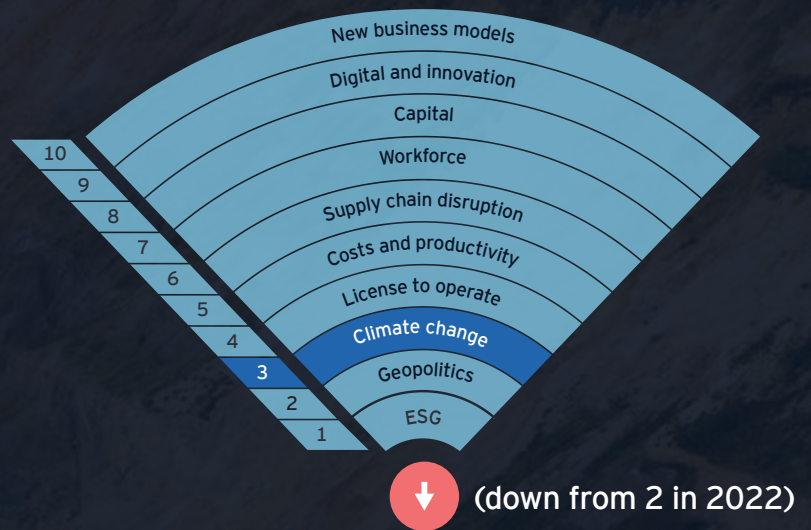 New business models
Digital and innovation
Capital
Workforce
Supply chain disruption
Costs and productivity
License to operate
Climate change
Geopolitics
ESG
10
9
8
7
6
5
4
3
2
1
(down from 2 in 2022)